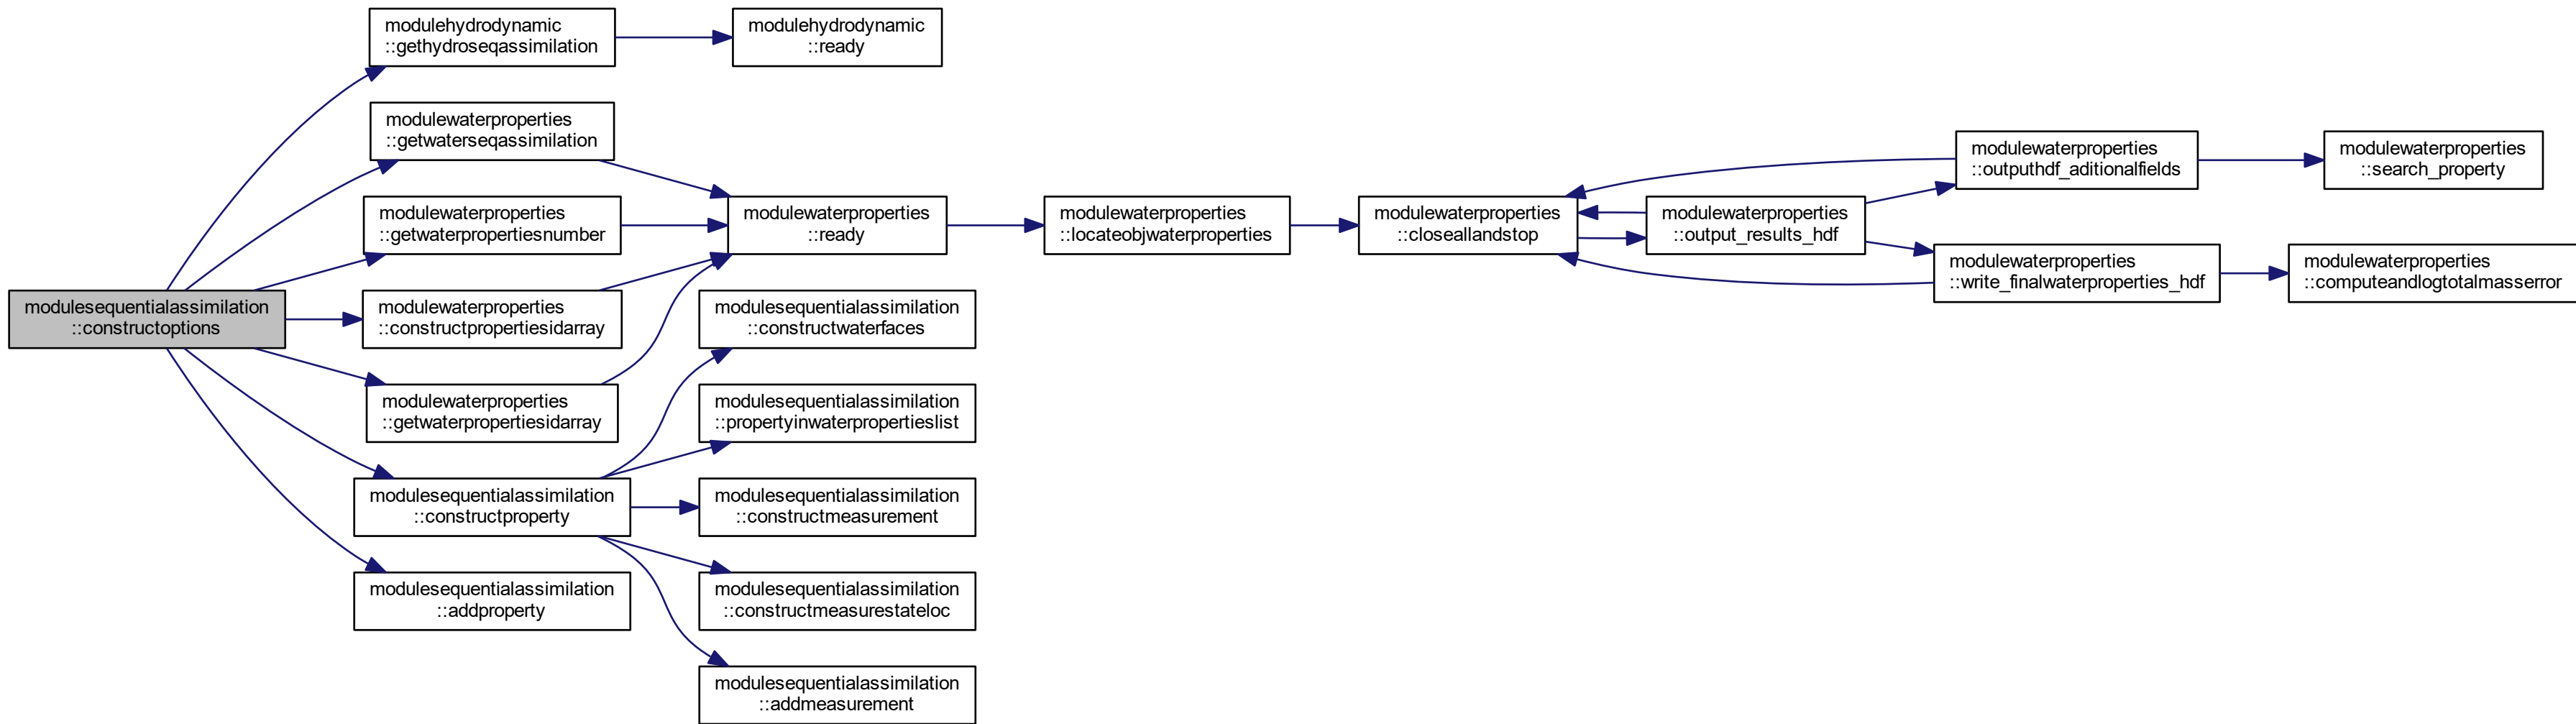 modulesequentialassimilation
::constructoptions
modulehydrodynamic
::gethydroseqassimilation
modulehydrodynamic
::ready
modulewaterproperties
::getwaterseqassimilation
modulewaterproperties
::getwaterpropertiesnumber
modulewaterproperties
::constructpropertiesidarray
modulewaterproperties
::getwaterpropertiesidarray
modulesequentialassimilation
::constructproperty
modulesequentialassimilation
::addproperty
modulewaterproperties
::ready
modulesequentialassimilation
::constructwaterfaces
modulesequentialassimilation
::propertyinwaterpropertieslist
modulesequentialassimilation
::constructmeasurement
modulesequentialassimilation
::constructmeasurestateloc
modulesequentialassimilation
::addmeasurement
modulewaterproperties
::locateobjwaterproperties
modulewaterproperties
::closeallandstop
modulewaterproperties
::output_results_hdf
modulewaterproperties
::outputhdf_aditionalfields
modulewaterproperties
::write_finalwaterproperties_hdf
modulewaterproperties
::search_property
modulewaterproperties
::computeandlogtotalmasserror